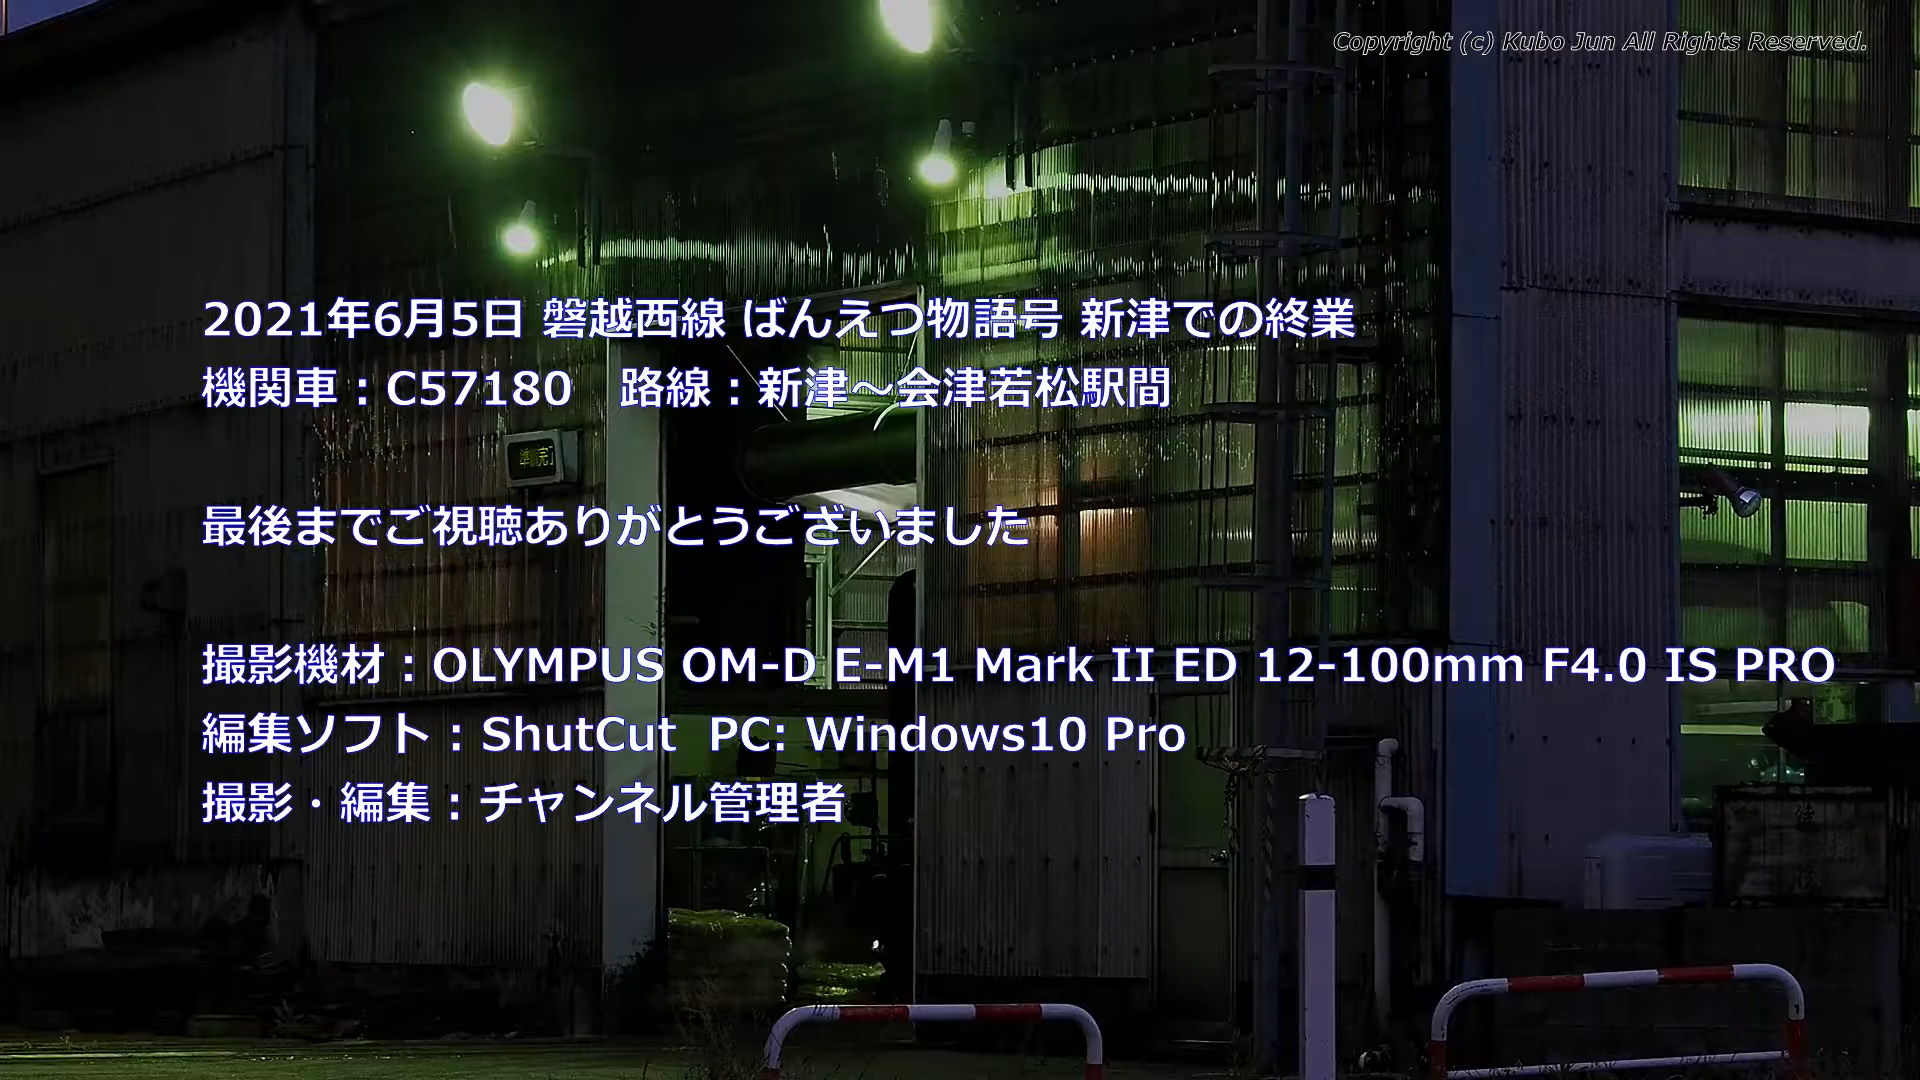 Copyright (c) Kubo Jun All Rights Reserved.
2021年6月5日 磐越西線 ばんえつ物語号 新津での終業
機関車：C57180　路線：新津～会津若松駅間
準備完了
最後までご視聴ありがとうございました
撮影機材：OLYMPUS OM-D E-M1 Mark II ED 12-100mm F4.0 IS PRO
編集ソフト：ShutCut PC: Windows10 Pro
撮影・編集：チャンネル管理者